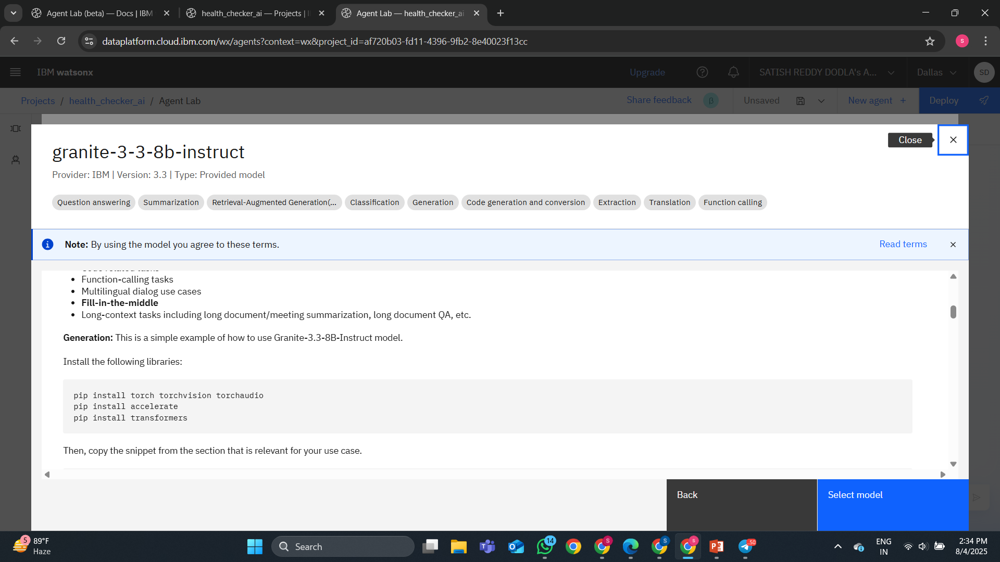 Agent Lab (beta) — Docs | IBM
health_checker_ai — Projects |
Agent Lab — health_checker_ai
dataplatform.cloud.ibm.com/wx/agents?context=wx&project_id=af720b03-fd11-4396-9fb2-8e40023f13cc
S
IBM watsonx
Upgrade
SATISH REDDY DODLA's A...
Dallas
SD
Projects / health_checker_ai / Agent Lab
Share feedback
β
Unsaved
New agent +
Deploy
granite-3-3-8b-instruct
Close
Provider: IBM | Version: 3.3 | Type: Provided model
Question answering
Summarization
Retrieval-Augmented Generation(...
Classification
Generation
Code generation and conversion
Extraction
Translation
Function calling
Note: By using the model you agree to these terms.
Read terms
• Function-calling tasks
• Multilingual dialog use cases
• Fill-in-the-middle
• Long-context tasks including long document/meeting summarization, long document QA, etc.
Generation: This is a simple example of how to use Granite-3.3-8B-Instruct model.
Install the following libraries:
pip install torch torchvision torchaudio
pip install accelerate
pip install transformers
Then, copy the snippet from the section that is relevant for your use case.
Back
Select model
5
89°F
Haze
Search
14
S
S
S
50
ENG
IN
2:34 PM
8/4/2025